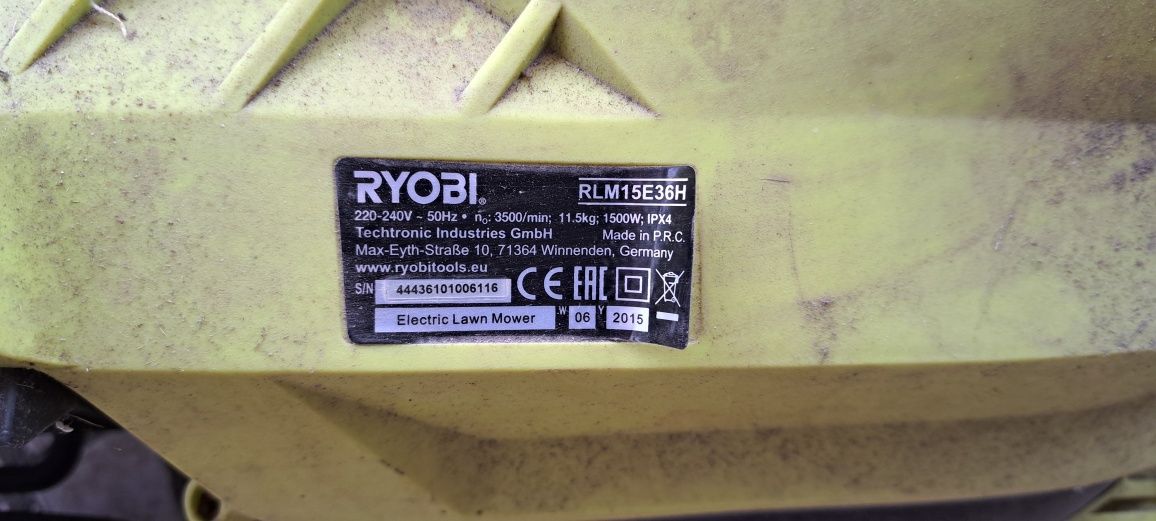 RYOBI® RLM15E36H
220-240V ~ 50Hz • n₀: 3500/min; 11.5kg; 1500W; IPX4
Techtronic Industries GmbH Made in P.R.C.
Max-Eyth-Straße 10, 71364 Winnenden, Germany
www.ryobitools.eu
S/N 44436101006116 CE EAC
Electric Lawn Mower W 06 Y 2015